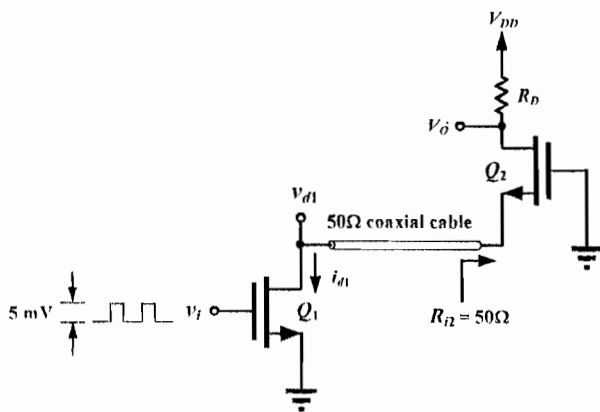 V_DD
R_D
V_o
Q_2
v_d1
50Ω coaxial cable
i_d1
5 mV
v_i
Q_1
R_i2 = 50Ω